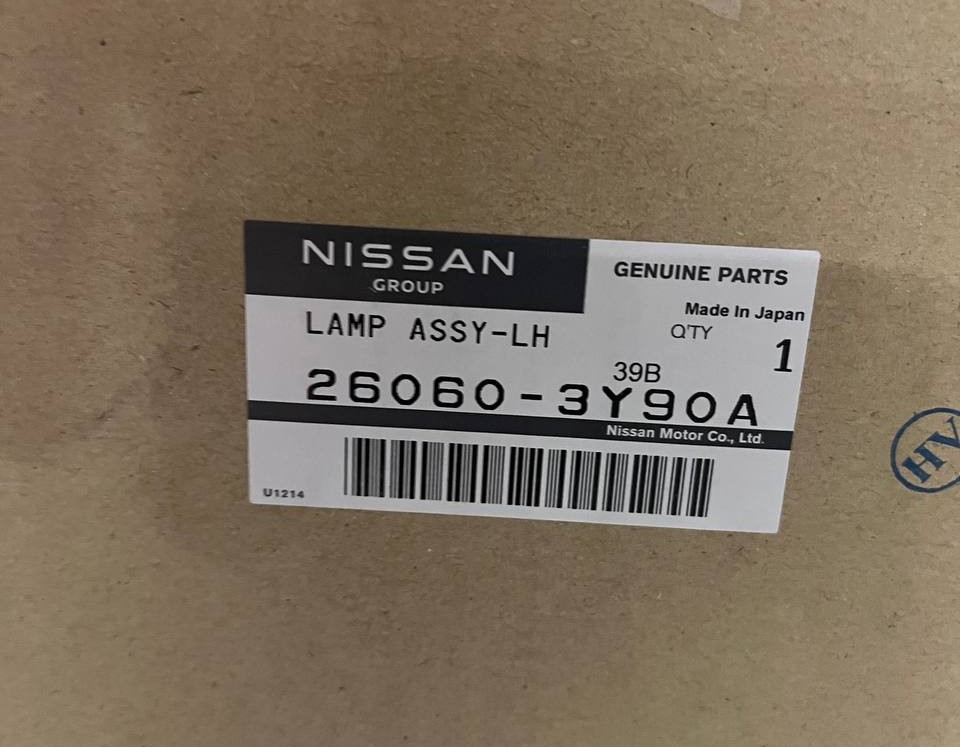 NISSAN
GROUP
GENUINE PARTS
Made In Japan
LAMP ASSY-LH
Q'TY
1
39B
26060-3Y90A
Nissan Motor Co., Ltd.
U1214
HV